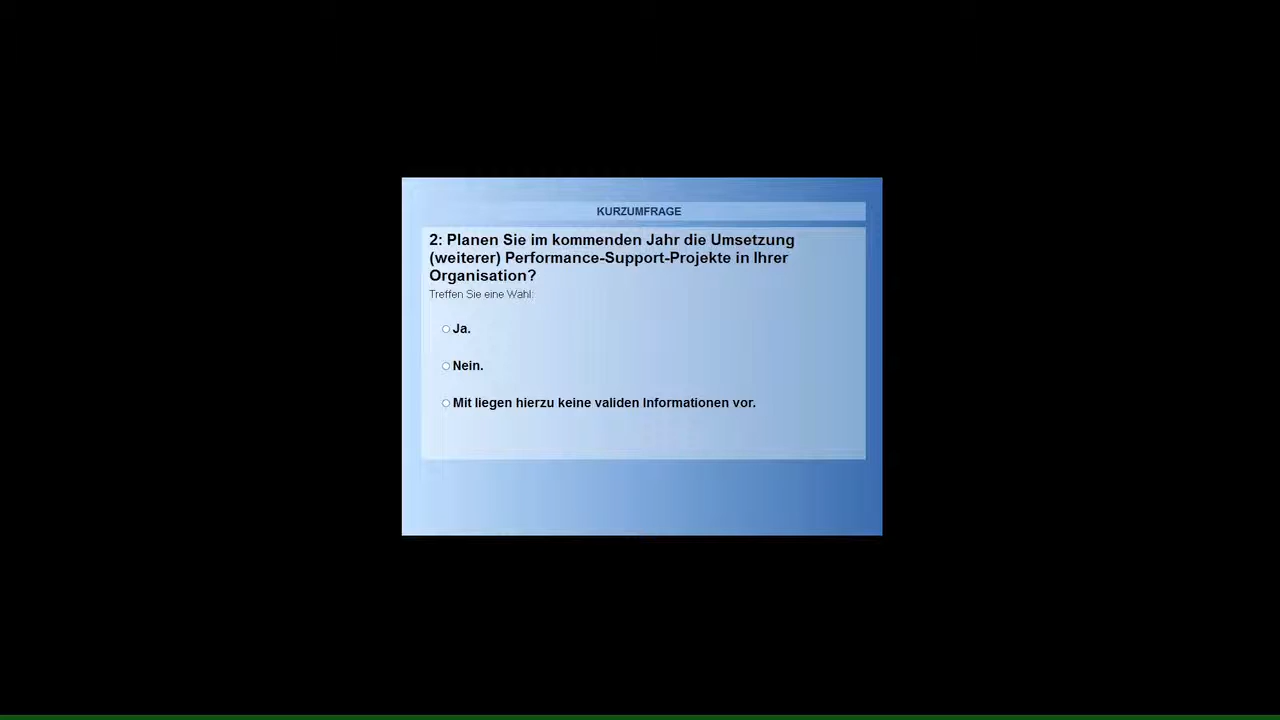 KURZUMFRAGE
2: Planen Sie im kommenden Jahr die Umsetzung
(weiterer) Performance-Support-Projekte in Ihrer
Organisation?
Treffen Sie eine Wahl:
Ja.
Nein.
Mit liegen hierzu keine validen Informationen vor.